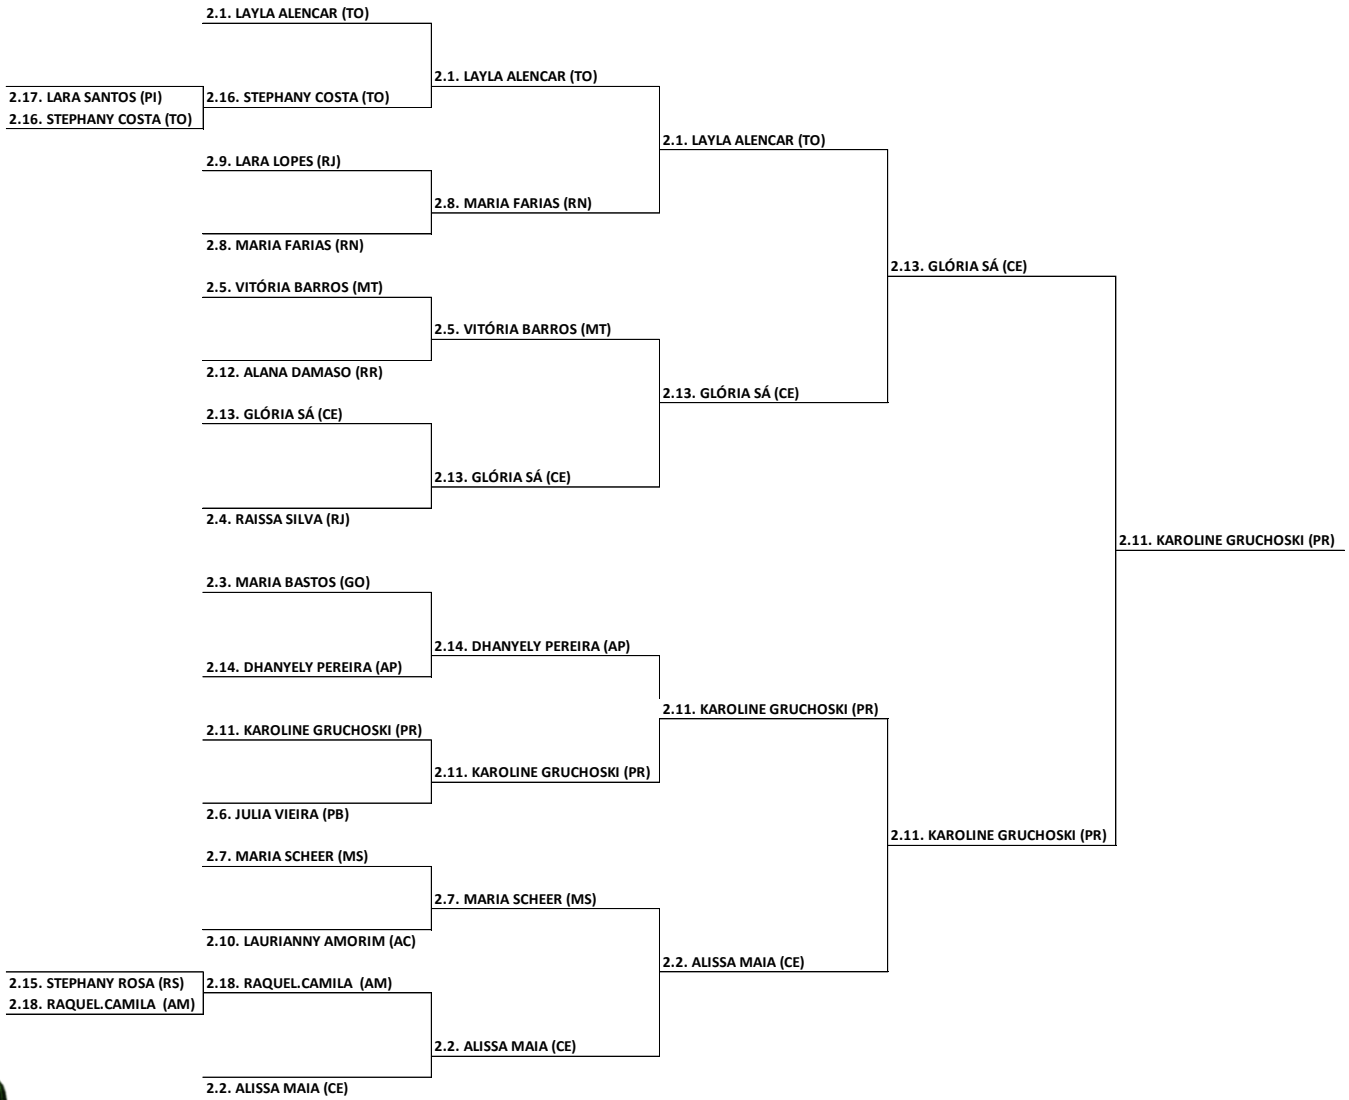 2.1. LAYLA ALENCAR (TO)
2.1. LAYLA ALENCAR (TO)
2.17. LARA SANTOS (PI)
2.16. STEPHANY COSTA (TO)
2.16. STEPHANY COSTA (TO)
2.1. LAYLA ALENCAR (TO)
2.9. LARA LOPES (RJ)
2.8. MARIA FARIAS (RN)
2.8. MARIA FARIAS (RN)
2.13. GLÓRIA SÁ (CE)
2.5. VITÓRIA BARROS (MT)
2.5. VITÓRIA BARROS (MT)
2.12. ALANA DAMASO (RR)
2.13. GLÓRIA SÁ (CE)
2.13. GLÓRIA SÁ (CE)
2.13. GLÓRIA SÁ (CE)
2.4. RAISSA SILVA (RJ)
2.11. KAROLINE GRUCHOSKI (PR)
2.3. MARIA BASTOS (GO)
2.14. DHANYELY PEREIRA (AP)
2.14. DHANYELY PEREIRA (AP)
2.11. KAROLINE GRUCHOSKI (PR)
2.11. KAROLINE GRUCHOSKI (PR)
2.11. KAROLINE GRUCHOSKI (PR)
2.6. JULIA VIEIRA (PB)
2.11. KAROLINE GRUCHOSKI (PR)
2.7. MARIA SCHEER (MS)
2.7. MARIA SCHEER (MS)
2.10. LAURIANNY AMORIM (AC)
2.2. ALISSA MAIA (CE)
2.15. STEPHANY ROSA (RS)
2.18. RAQUEL.CAMILA  (AM)
2.18. RAQUEL.CAMILA  (AM)
2.2. ALISSA MAIA (CE)
2.2. ALISSA MAIA (CE)